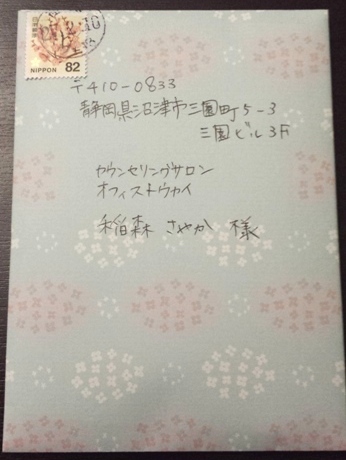 NIPPON 82
〒410-0833
静岡県沼津市三園町5-3
三園ビル3F
カウンセリングサロン
オフィストウカイ
稲森 さやか 様